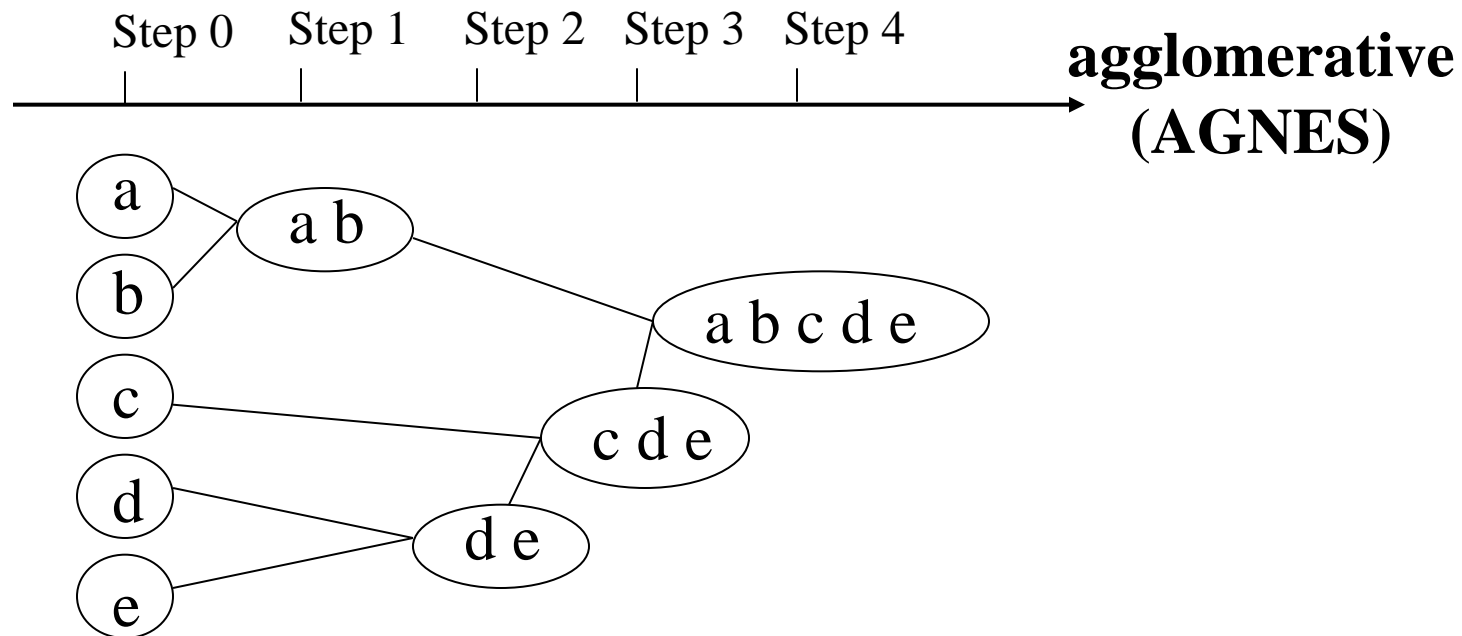 Step 0 Step 1 Step 2 Step 3 Step 4
agglomerative
(AGNES)
a
a b
b
a b c d e
c
c d e
d
d e
e